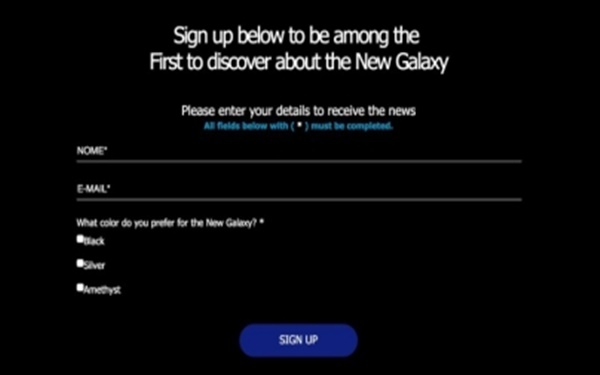 Sign up below to be among the
First to discover about the New Galaxy
Please enter your details to receive the news
All fields below with ( * ) must be completed.
NOME*
E-MAIL*
What color do you prefer for the New Galaxy? *
Black
Silver
Amethyst
SIGN UP